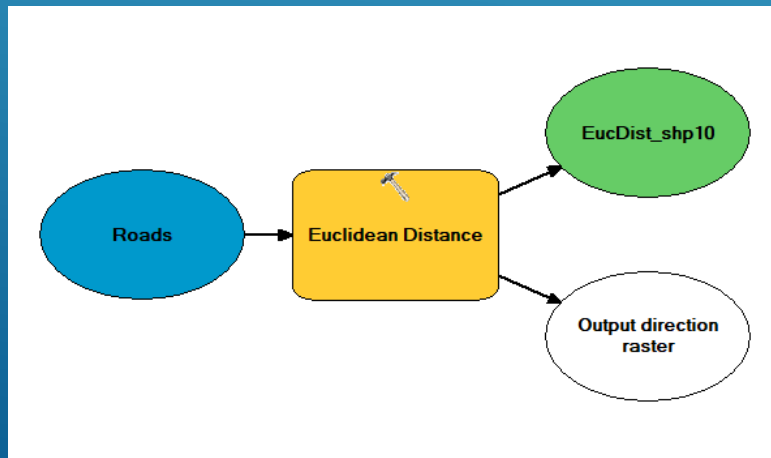 EucDist_shp10
Roads
Euclidean Distance
Output direction
raster